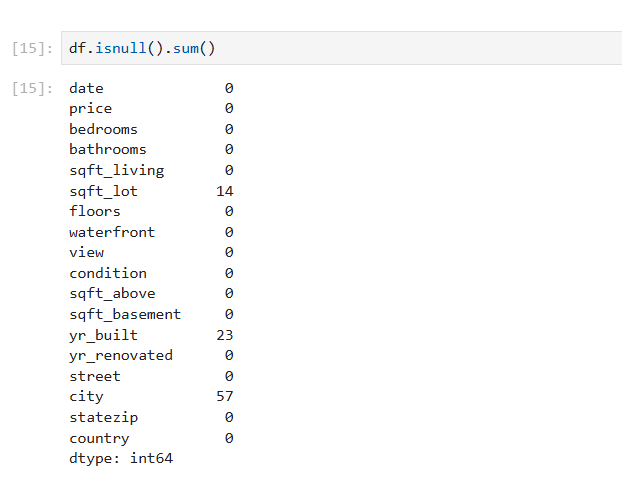 [15]: df.isnull().sum()
[15]: date 0
price 0
bedrooms 0
bathrooms 0
sqft_living 0
sqft_lot 14
floors 0
waterfront 0
view 0
condition 0
sqft_above 0
sqft_basement 0
yr_built 23
yr_renovated 0
street 0
city 57
statezip 0
country 0
dtype: int64